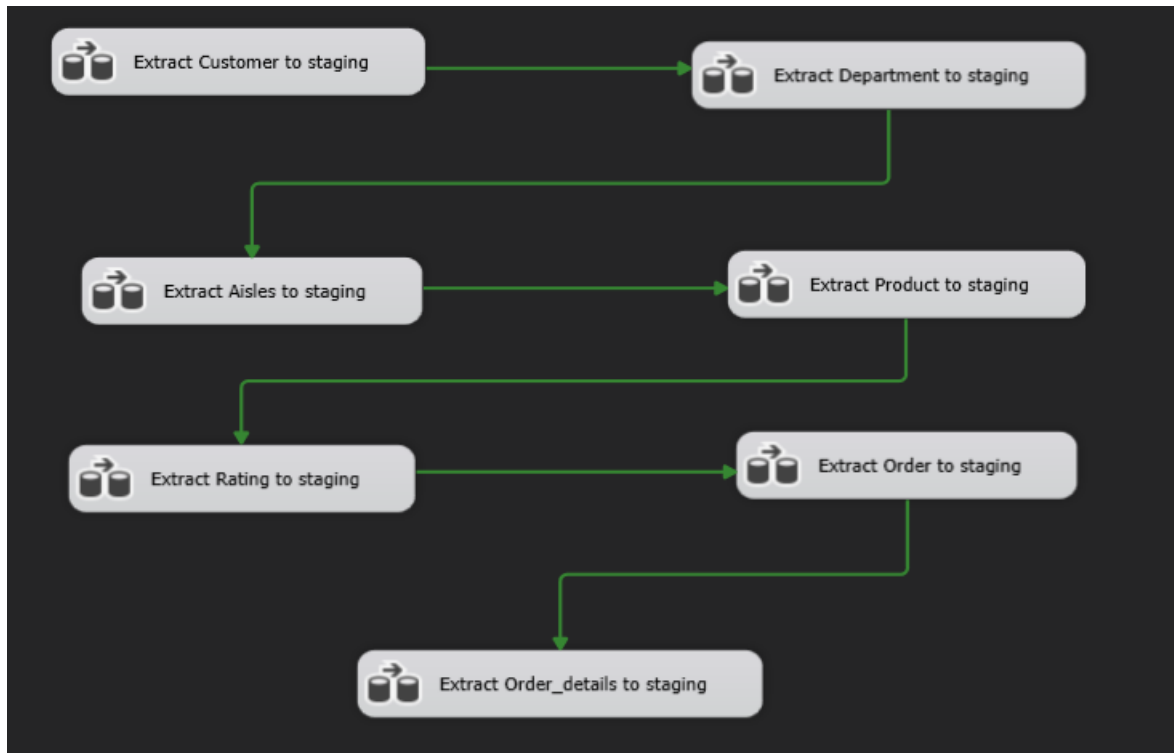 Extract Customer to staging
Extract Department to staging
Extract Aisles to staging
Extract Product to staging
Extract Rating to staging
Extract Order to staging
Extract Order_details to staging